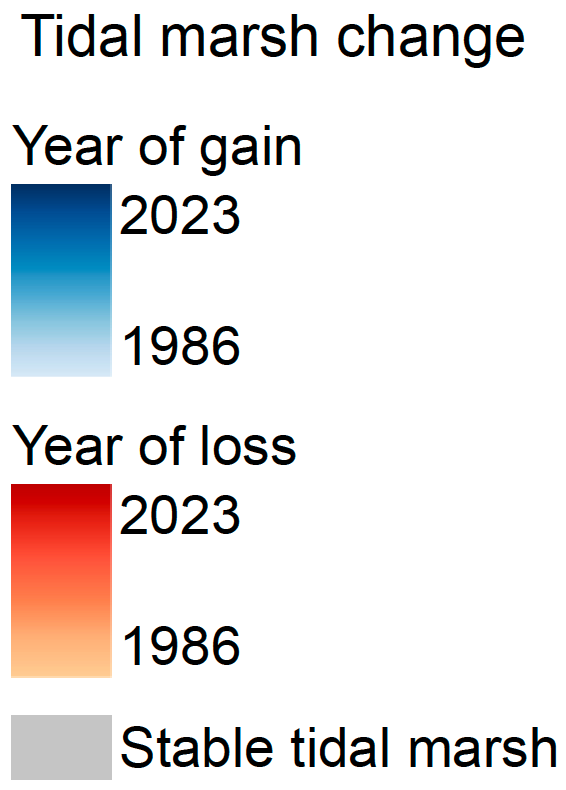 Tidal marsh change
Year of gain
2023
1986
Year of loss
2023
1986
Stable tidal marsh